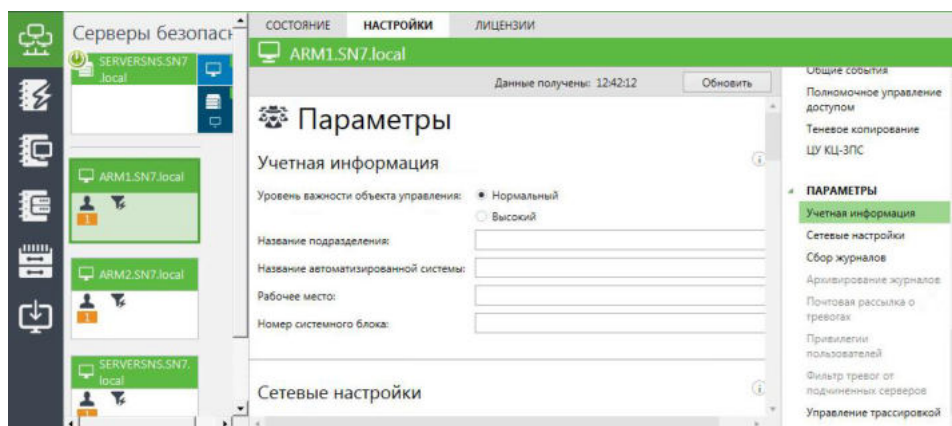 Серверы безопасн
SERVERSNS.SN7
.local
ARM1.SN7.local
1
ARM2.SN7.local
1
SERVERSNS.SN7.
local
1
СОСТОЯНИЕ НАСТРОЙКИ ЛИЦЕНЗИИ
ARM1.SN7.local
Данные получены: 12:42:12 Обновить
Параметры
Учетная информация
Уровень важности объекта управления: Нормальный
Высокий
Название подразделения:
Название автоматизированной системы:
Рабочее место:
Номер системного блока:
Сетевые настройки
Общие события
Полномочное управление
доступом
Теневое копирование
ЦУ КЦ-ЗПС
ПАРАМЕТРЫ
Учетная информация
Сетевые настройки
Сбор журналов
Архивирование журналов
Почтовая рассылка о
тревогах
Привилегии
пользователей
Фильтр тревог от
подчиненных серверов
Управление трассировкой